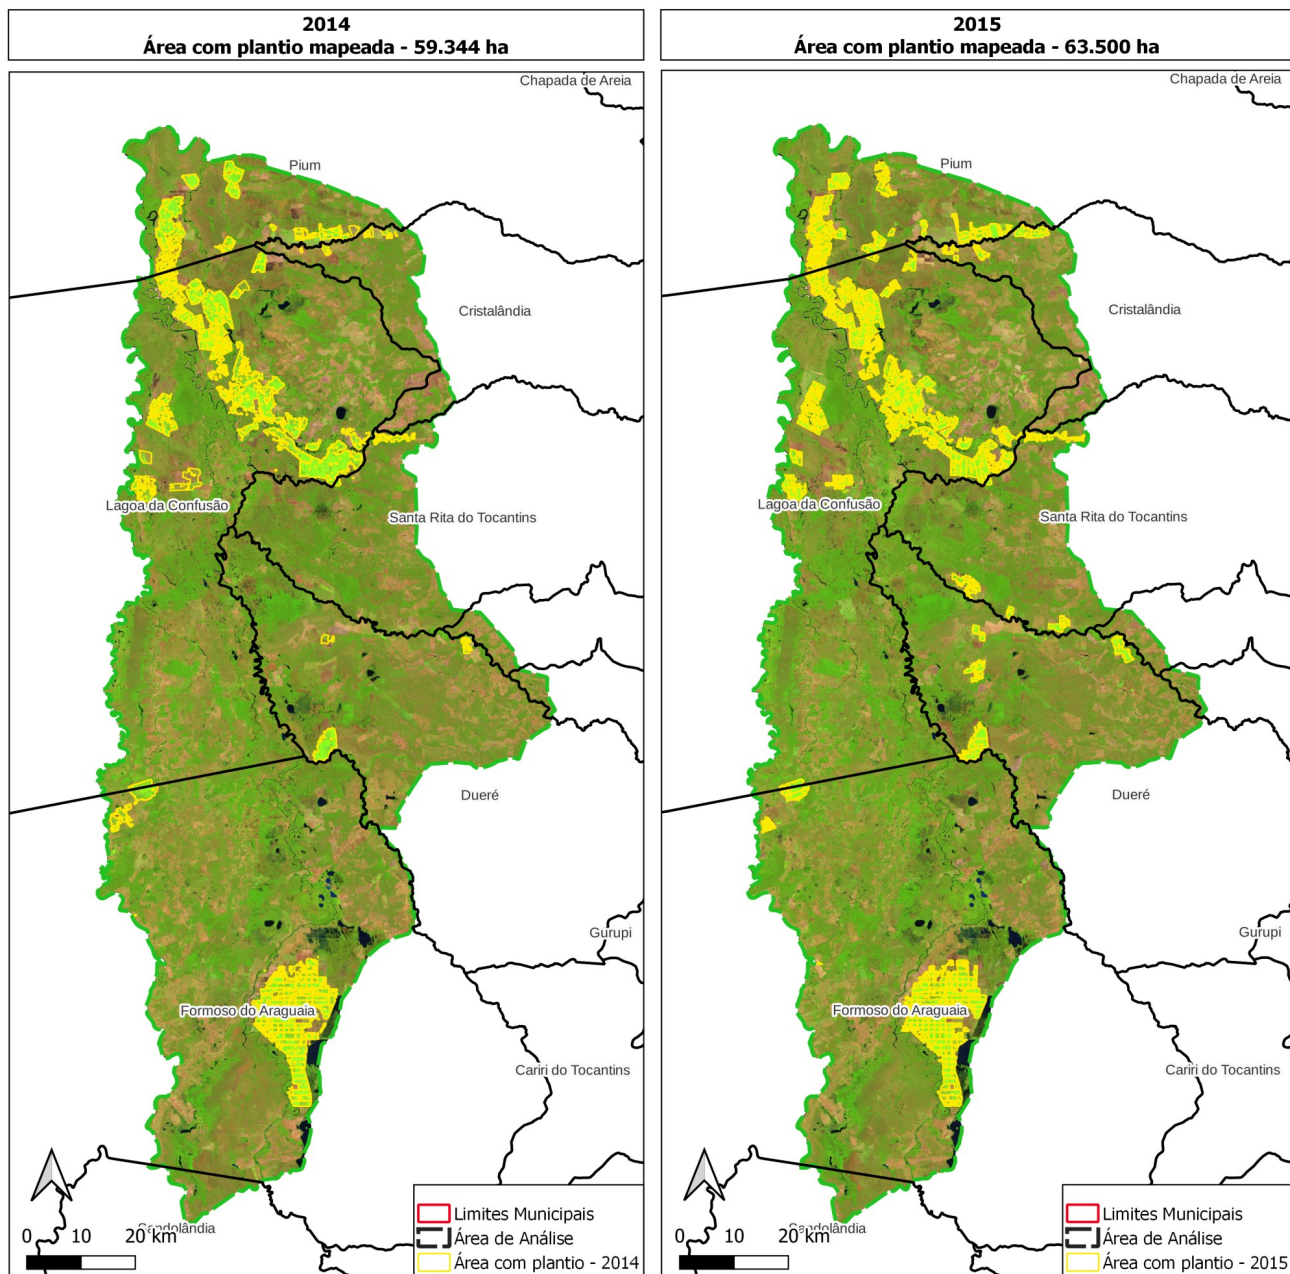 2014
Área com plantio mapeada - 59.344 ha
Chapada de Areia
Pium
Cristalândia
Lagoa da Confusão
Santa Rita do Tocantins
Dueré
Gurupi
Formoso do Araguaia
Cariri do Tocantins
Sandolândia
0 10 20 km
Limites Municipais
Área de Análise
Área com plantio - 2014
2015
Área com plantio mapeada - 63.500 ha
Chapada de Areia
Pium
Cristalândia
Lagoa da Confusão
Santa Rita do Tocantins
Dueré
Gurupi
Formoso do Araguaia
Cariri do Tocantins
Sandolândia
0 10 20 km
Limites Municipais
Área de Análise
Área com plantio - 2015